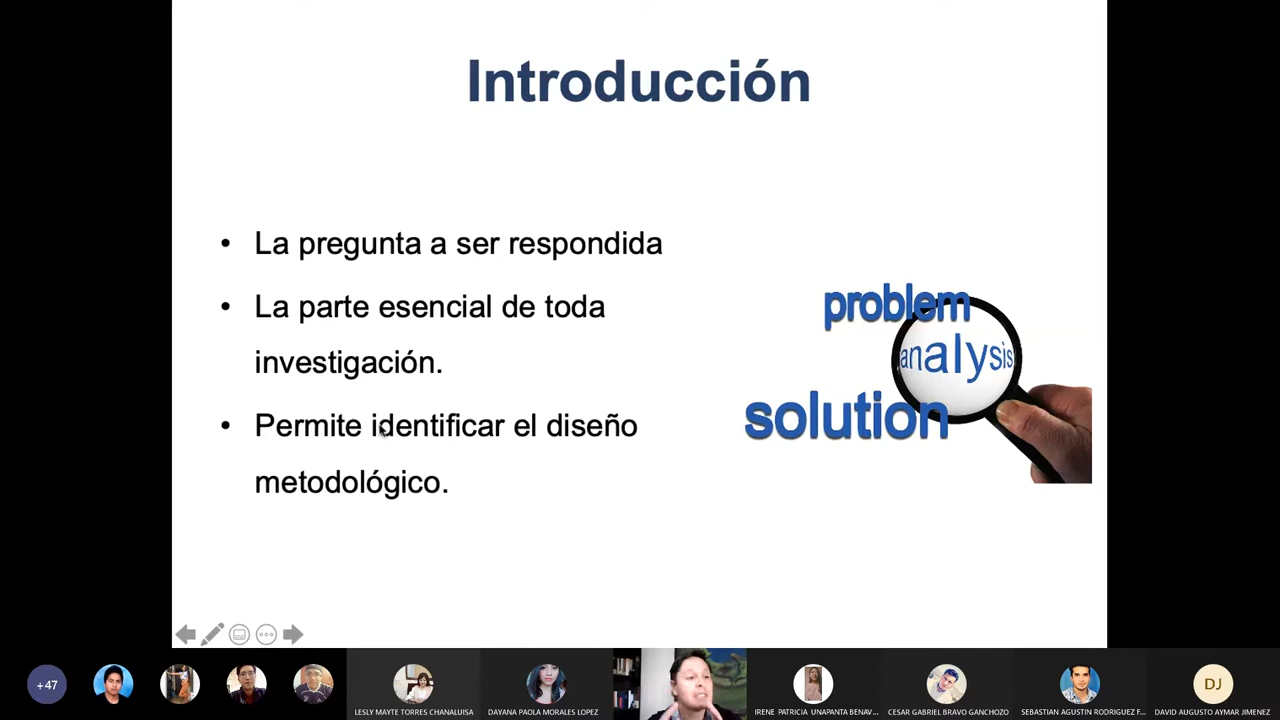 Introducción
• La pregunta a ser respondida
• La parte esencial de toda
investigación.
• Permite identificar el diseño
metodológico.
problem
analysis
solution
+47
LESLY MAYTE TORRES CHANALUISA
DAYANA PAOLA MORALES LOPEZ
IRENE PATRICIA UNAPANTA BENAV...
CESAR GABRIEL BRAVO GANCHOZO
SEBASTIAN AGUSTIN RODRIGUEZ F...
DJ
DAVID AUGUSTO AYMAR JIMENEZ